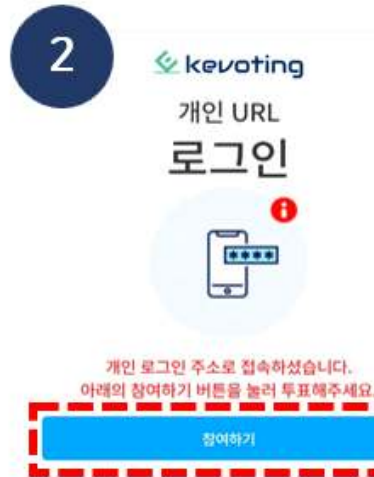 2
kevoting
개인 URL
로그인
****
개인 로그인 주소로 접속하셨습니다.
아래의 참여하기 버튼을 눌러 투표해주세요.
참여하기